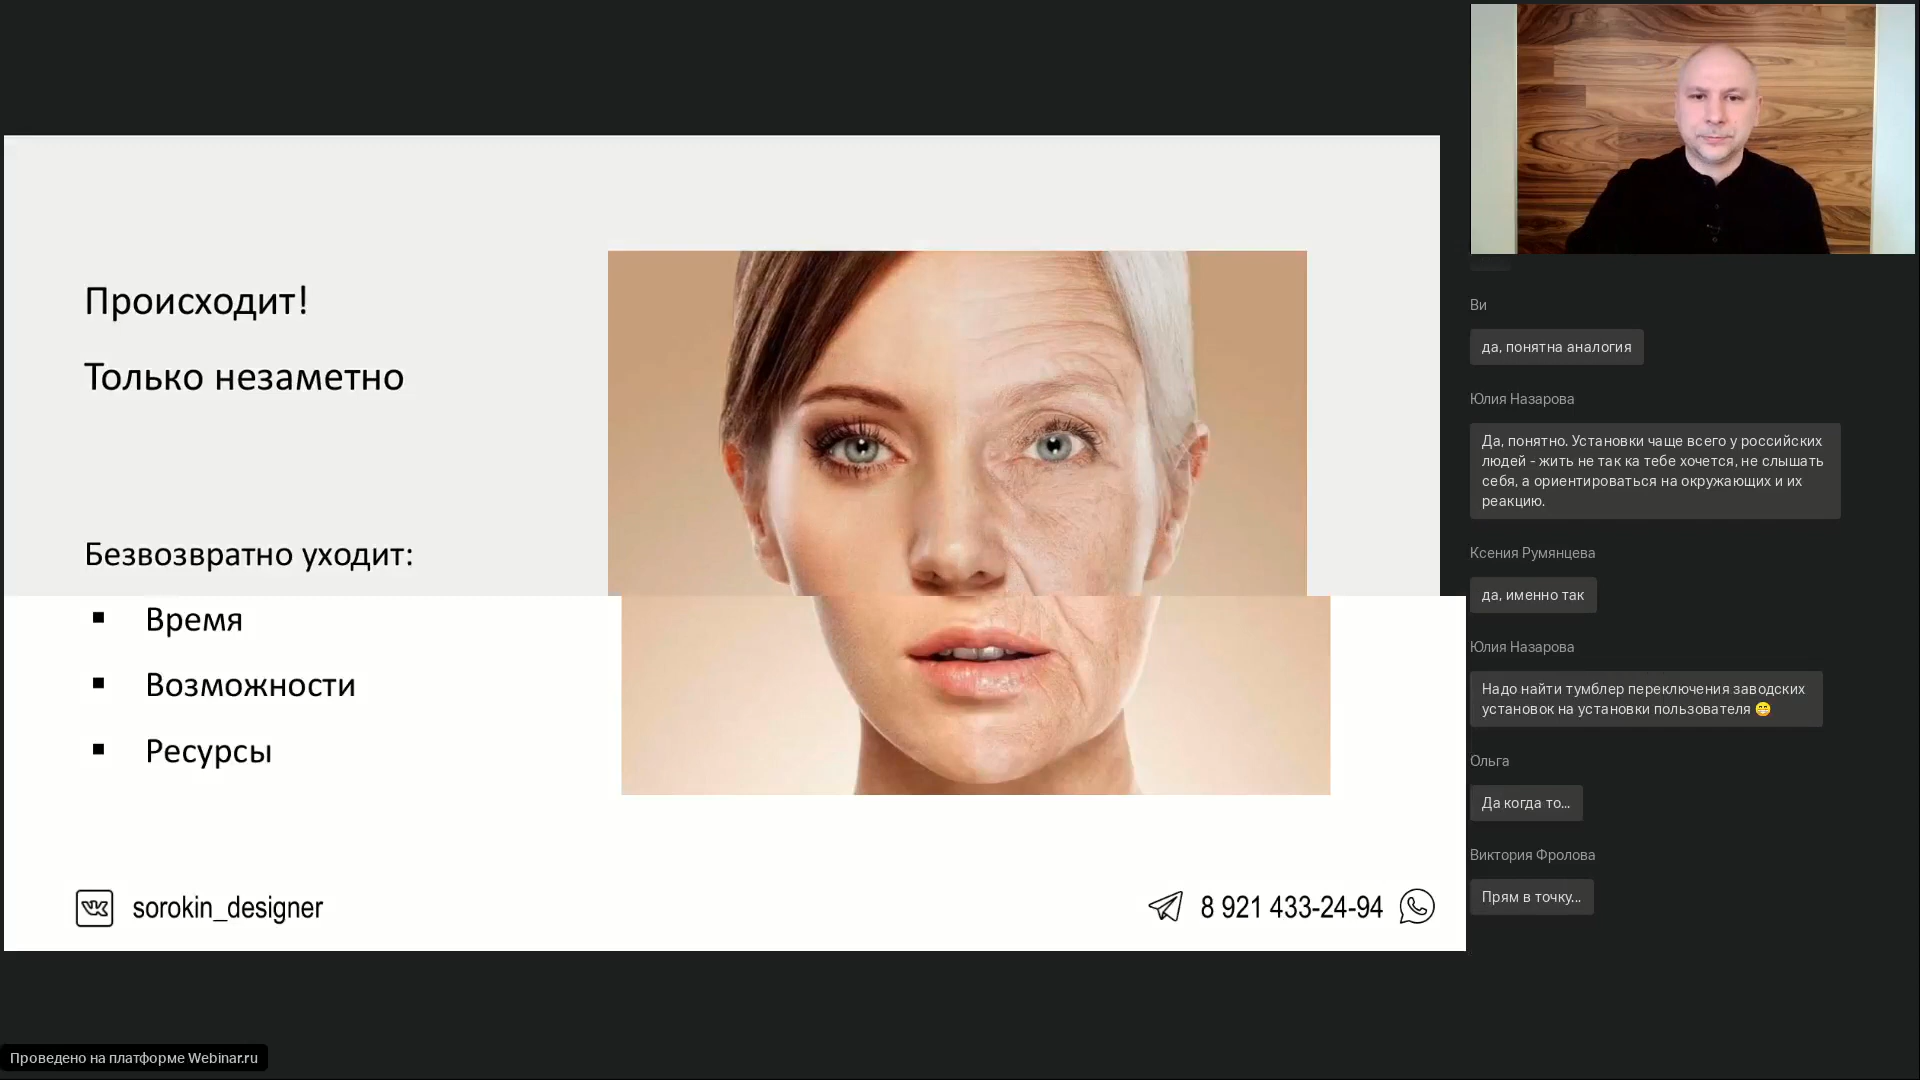 Происходит!
Только незаметно
Безвозвратно уходит:
Время
Возможности
Ресурсы
sorokin_designer
8 921 433-24-94
Ви
да, понятна аналогия
Юлия Назарова
Да, понятно. Установки чаще всего у российских
людей - жить не так ка тебе хочется, не слышать
себя, а ориентироваться на окружающих и их
реакцию.
Ксения Румянцева
да, именно так
Юлия Назарова
Надо найти тумблер переключения заводских
установок на установки пользователя 😁
Ольга
Да когда то...
Виктория Фролова
Прям в точку...
Проведено на платформе Webinar.ru